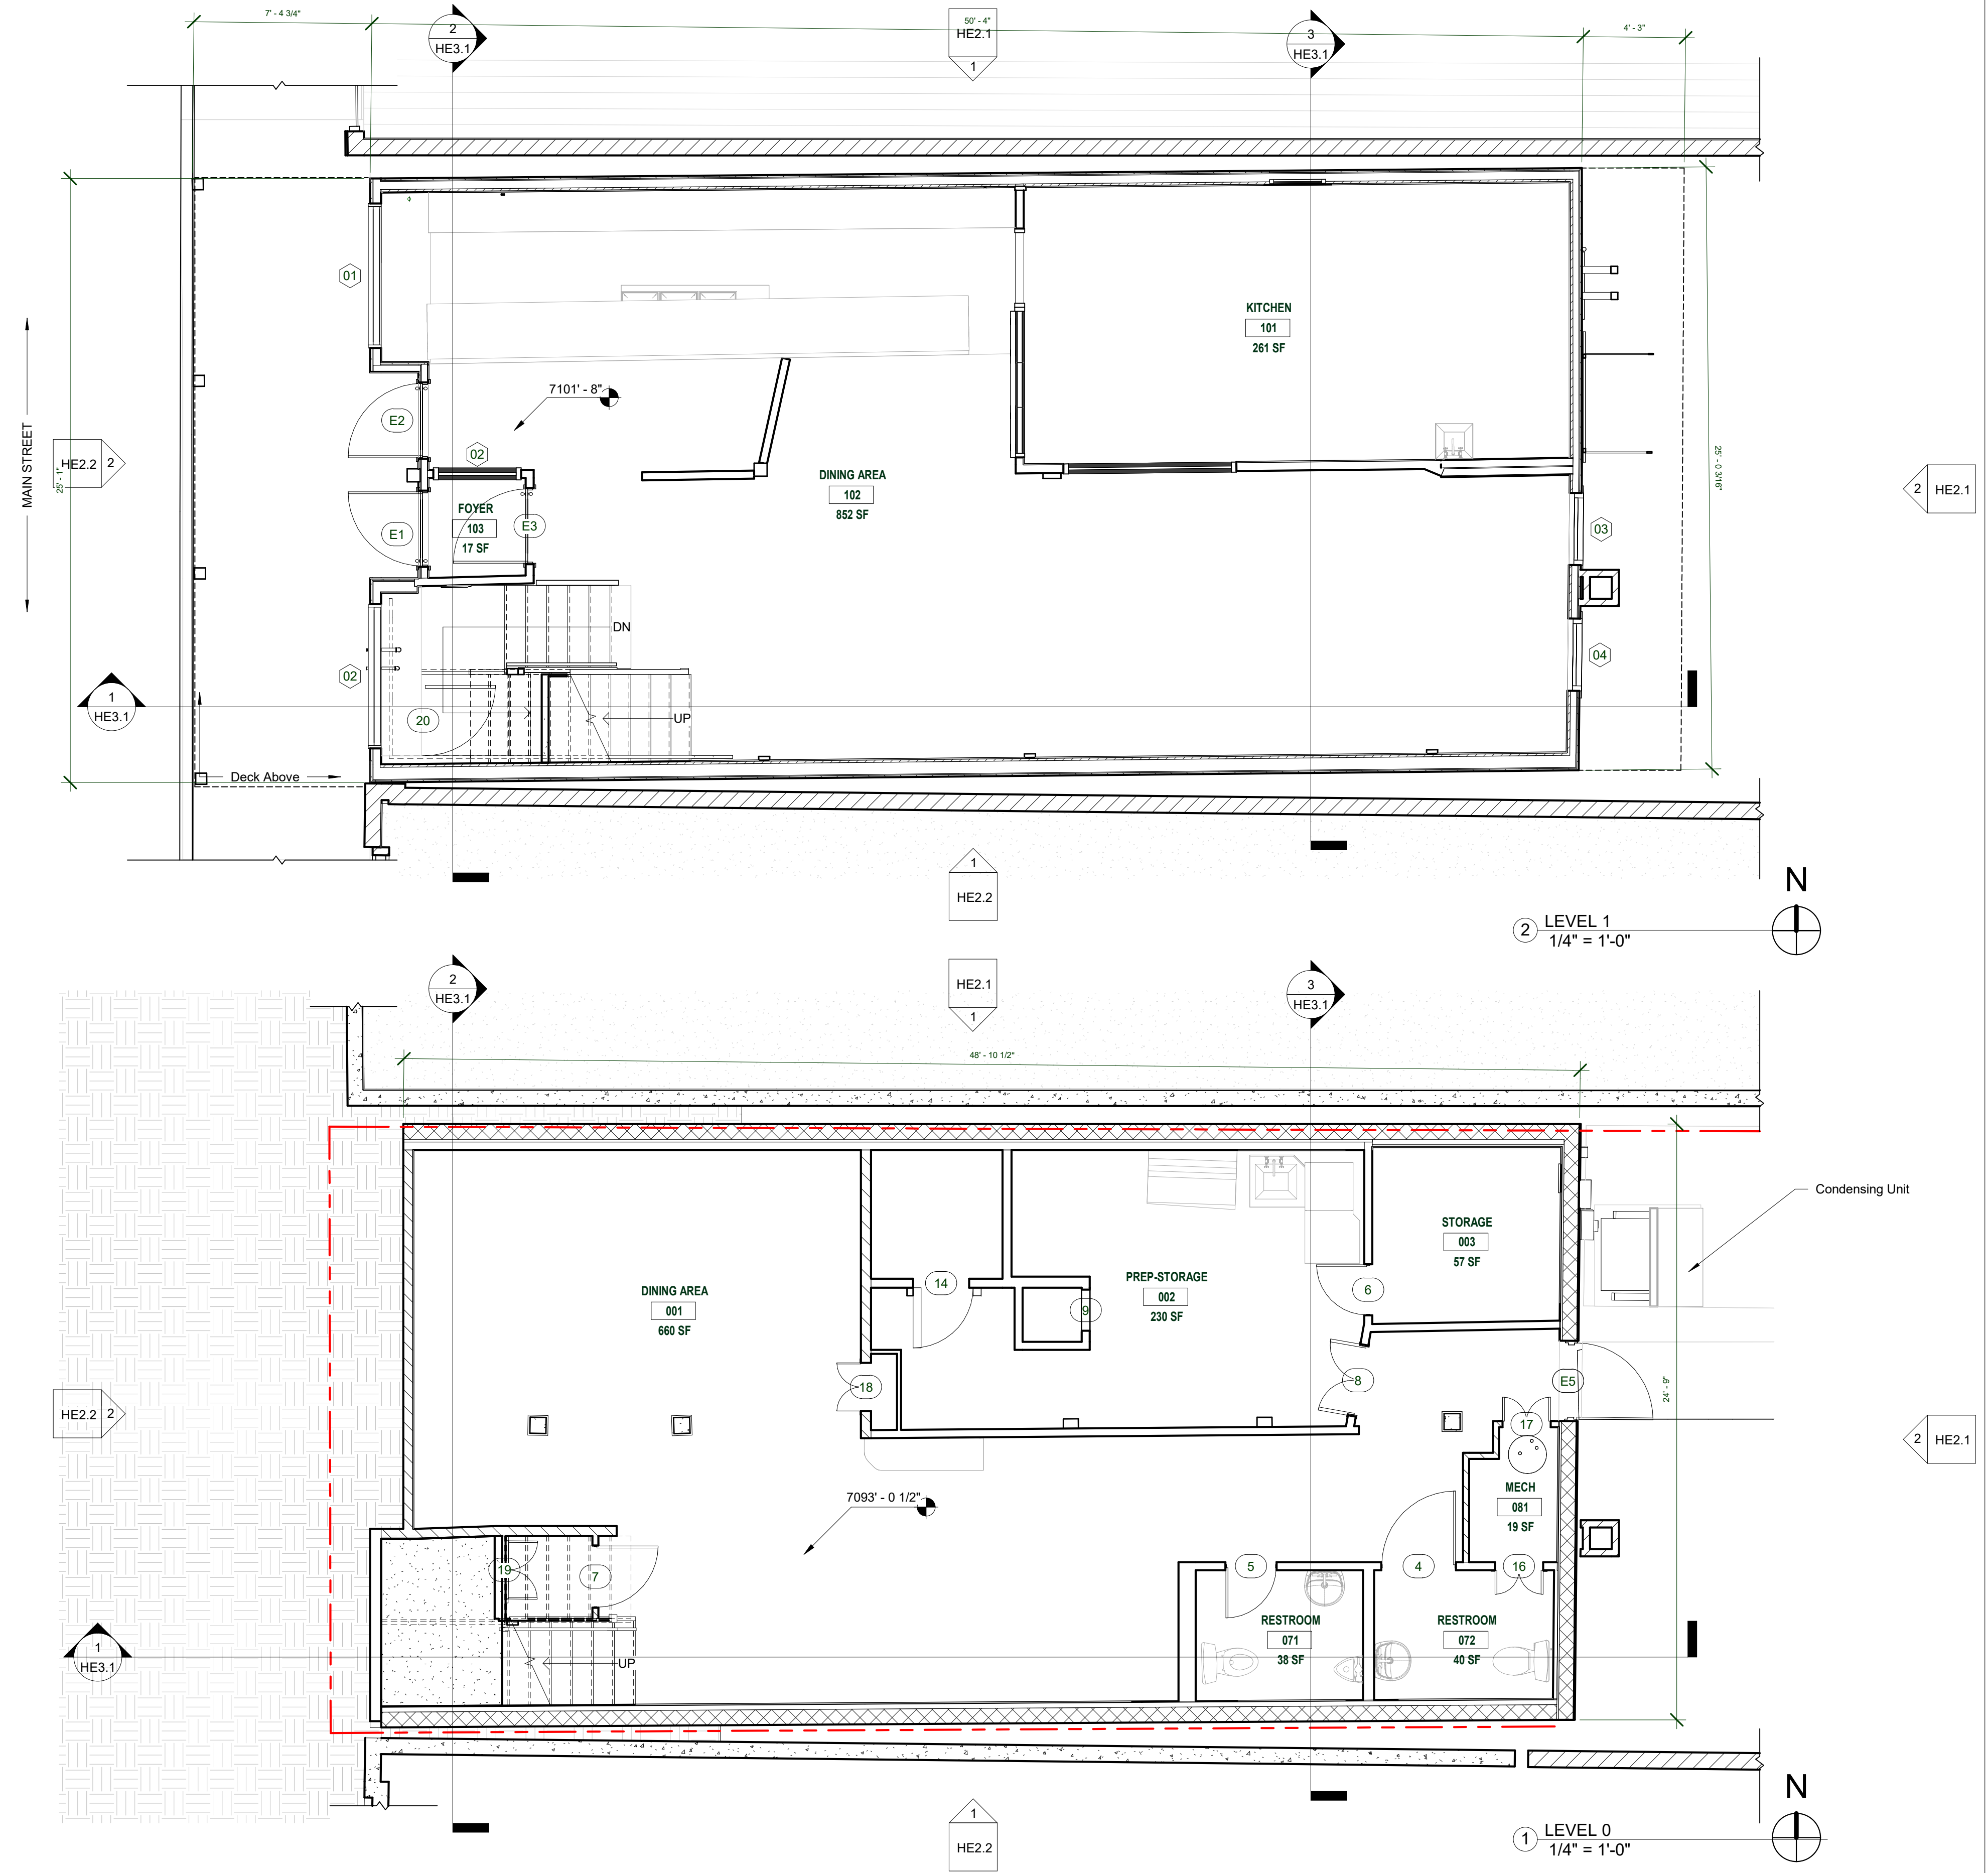 7' - 4 3/4"
50' - 4"
4' - 3"
2
HE3.1
HE2.1
1
3
HE3.1
01
KITCHEN
101
261 SF
7101' - 8"
E2
02
MAIN STREET
HE2.2 2
25' - 1"
DINING AREA
102
852 SF
25' - 0 3/16"
2 HE2.1
FOYER
103
17 SF
E1
E3
03
DN
04
02
1
HE3.1
20
UP
Deck Above
1
HE2.2
N
2 LEVEL 1
1/4" = 1'-0"
2
HE3.1
HE2.1
1
3
HE3.1
48' - 10 1/2"
Condensing Unit
STORAGE
003
57 SF
DINING AREA
001
660 SF
14
PREP-STORAGE
002
230 SF
9
6
18
8
E5
24' - 9"
HE2.2 2
17
2 HE2.1
MECH
081
19 SF
7093' - 0 1/2"
19
7
5
4
16
RESTROOM
071
38 SF
RESTROOM
072
40 SF
1
HE3.1
UP
N
1
HE2.2
1 LEVEL 0
1/4" = 1'-0"